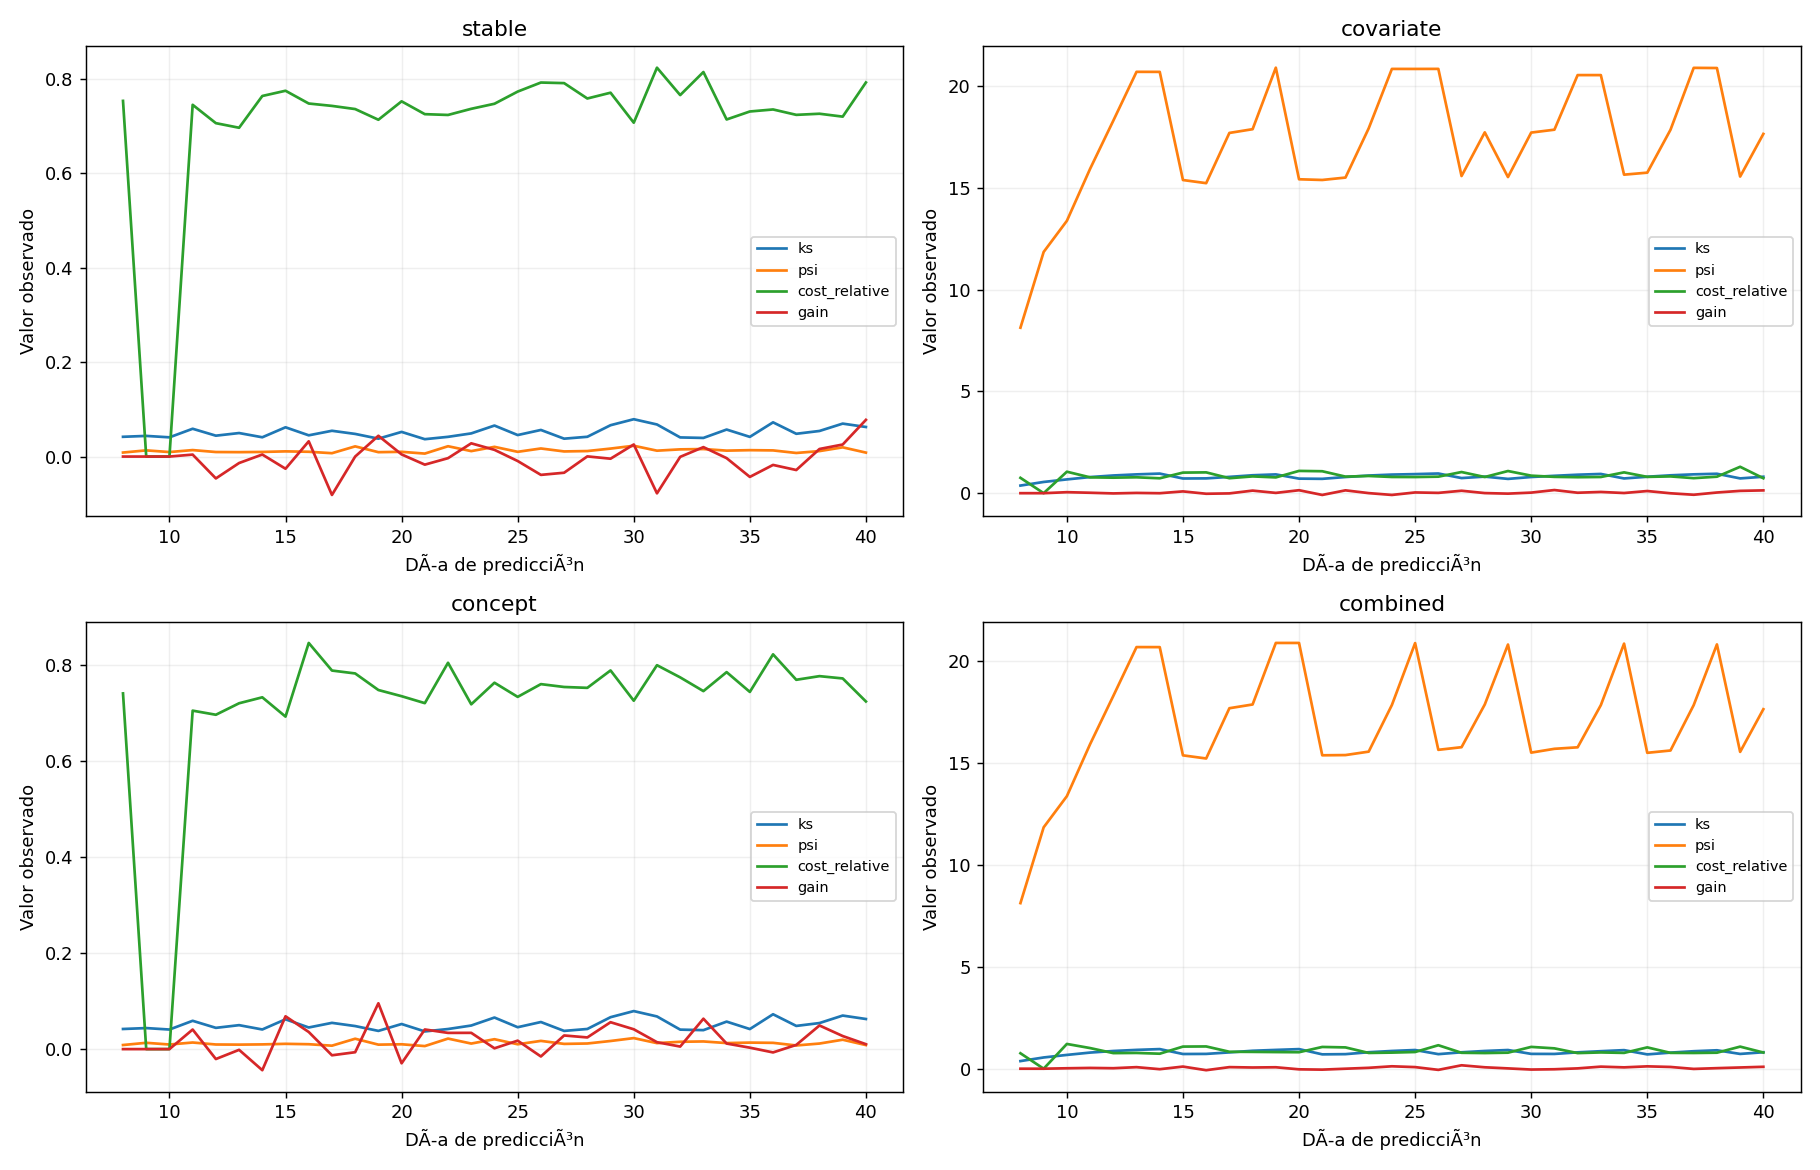 stable
Valor observado
0.8
0.6
0.4
0.2
0.0
ks
psi
cost_relative
gain
10 15 20 25 30 35 40
DÃ-a de predicciÃ³n
covariate
Valor observado
20
15
10
5
0
ks
psi
cost_relative
gain
10 15 20 25 30 35 40
DÃ-a de predicciÃ³n
concept
Valor observado
0.8
0.6
0.4
0.2
0.0
ks
psi
cost_relative
gain
10 15 20 25 30 35 40
DÃ-a de predicciÃ³n
combined
Valor observado
20
15
10
5
0
ks
psi
cost_relative
gain
10 15 20 25 30 35 40
DÃ-a de predicciÃ³n